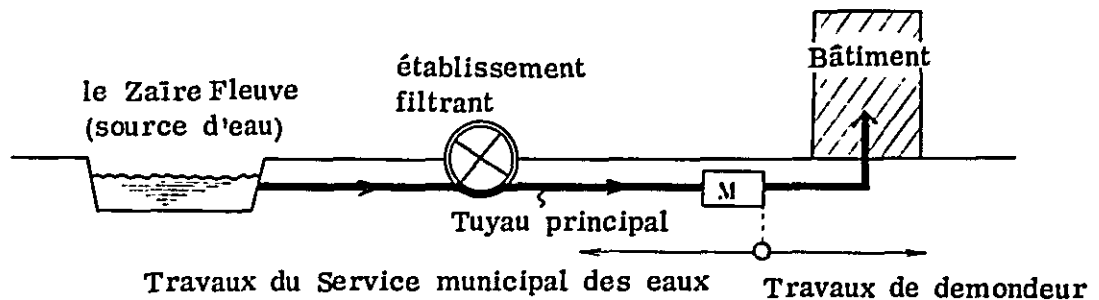 le Zaïre Fleuve
(source d'eau)
établissement
filtrant
Bâtiment
M
Tuyau principal
Travaux du Service municipal des eaux
Travaux de demondeur